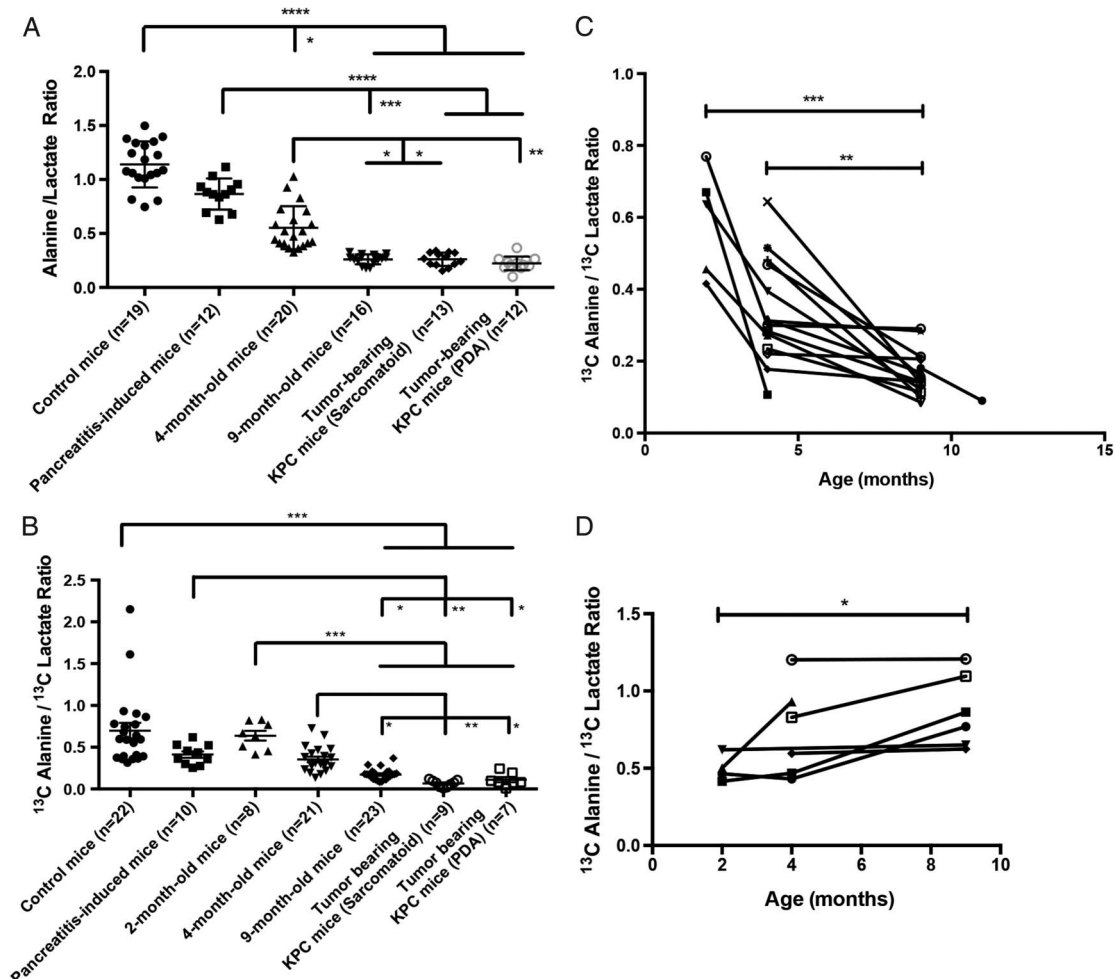 A
****
*
****
***
* * **
Alanine /Lactate Ratio
2.0
1.5
1.0
0.5
0.0
Control mice (n=19)
Pancreatitis-induced mice (n=12)
4-month-old mice (n=20)
9-month-old mice (n=16)
Tumor-bearing
KPC mice (Sarcomatoid) (n=13)
Tumor-bearing
KPC mice (PDA) (n=12)
B
***
* ** *
***
* ** *
13C Alanine / 13C Lactate Ratio
2.5
2.0
1.5
1.0
0.5
0.0
Control mice (n=22)
Pancreatitis-induced mice (n=10)
2-month-old mice (n=8)
4-month-old mice (n=21)
9-month-old mice (n=23)
Tumor bearing
KPC mice (Sarcomatoid) (n=9)
Tumor bearing
KPC mice (PDA) (n=7)
C
***
**
13C Alanine / 13C Lactate Ratio
1.0
0.8
0.6
0.4
0.2
0.0
0 5 10 15
Age (months)
D
*
13C Alanine / 13C Lactate Ratio
1.5
1.0
0.5
0.0
0 2 4 6 8 10
Age (months)